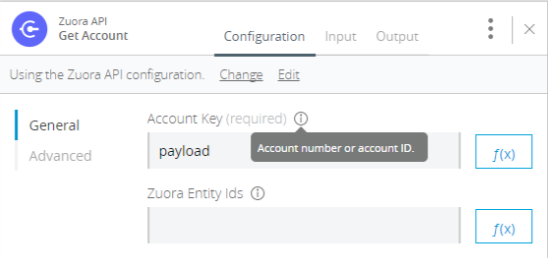 Zuora API
Get Account
Configuration Input Output
Using the Zuora API configuration. Change Edit
General
Advanced
Account Key (required)
Account number or account ID.
payload
f(x)
Zuora Entity Ids
f(x)